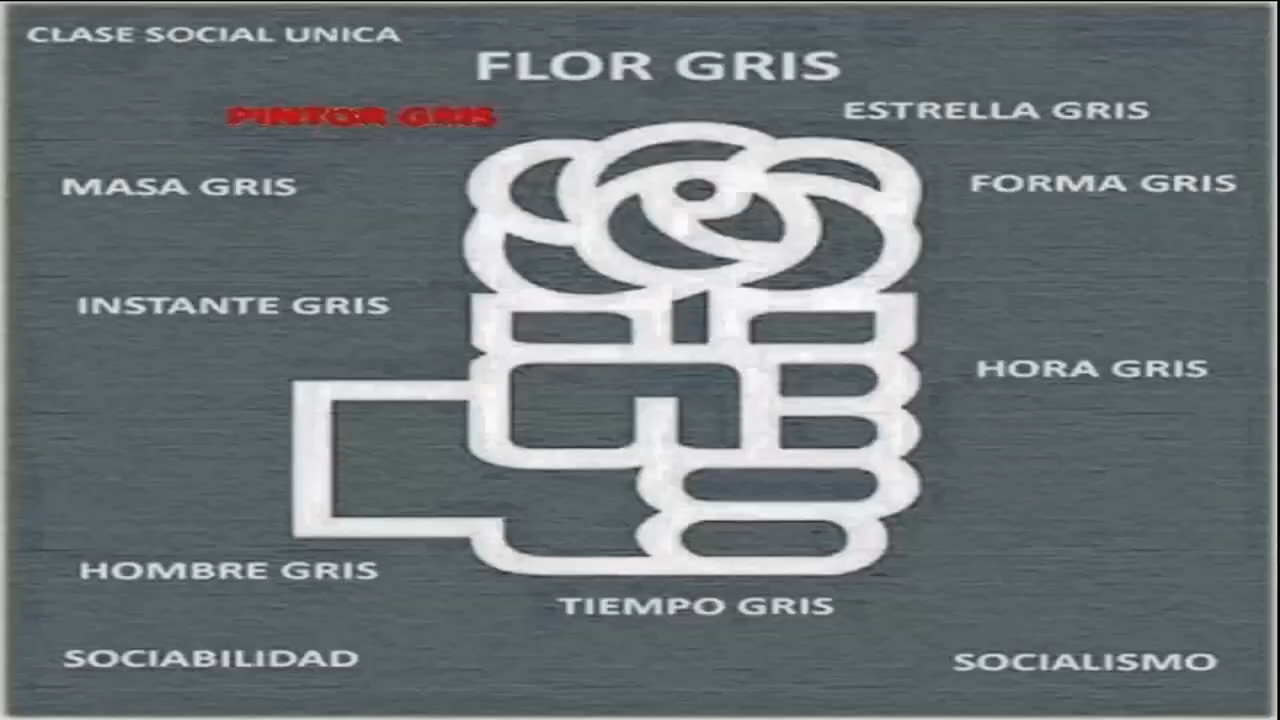 CLASE SOCIAL UNICA
FLOR GRIS
PINTOR GRIS
ESTRELLA GRIS
MASA GRIS
FORMA GRIS
INSTANTE GRIS
HORA GRIS
HOMBRE GRIS
TIEMPO GRIS
SOCIABILIDAD
SOCIALISMO